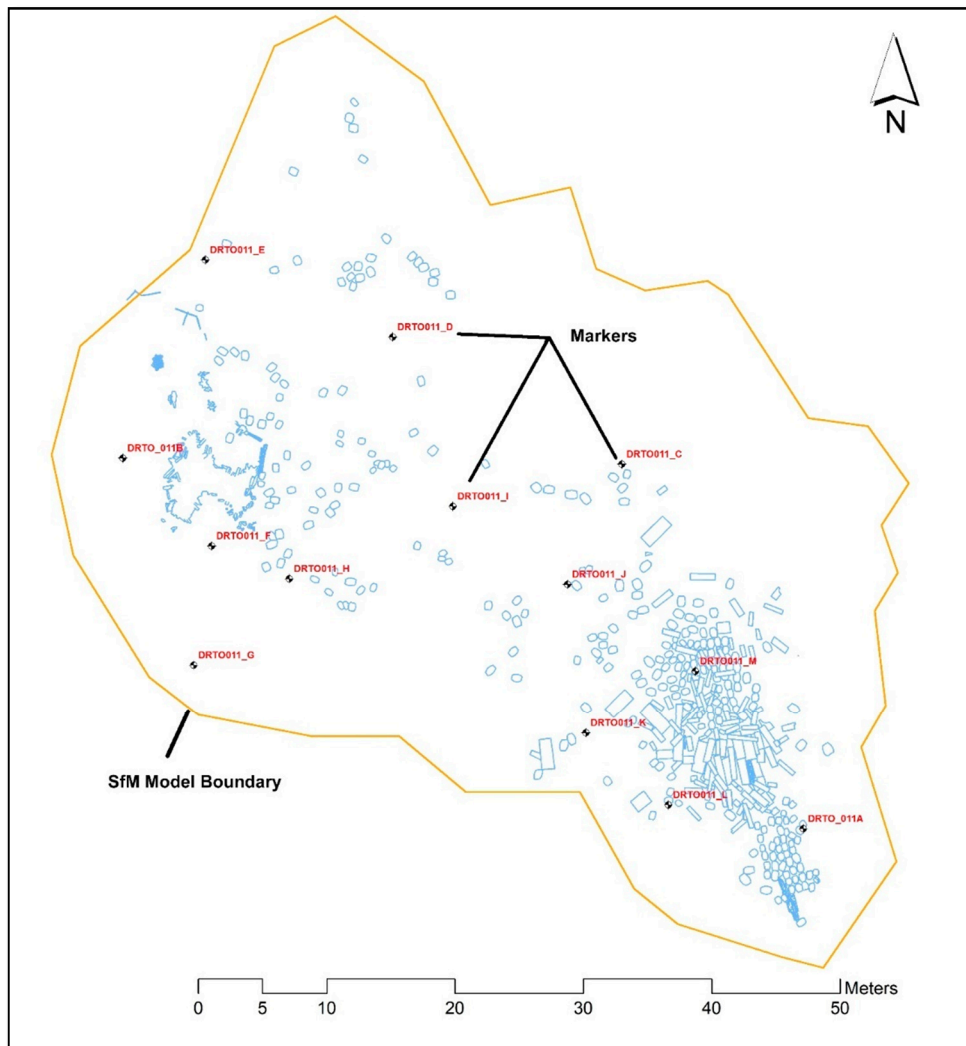 N
DRTO011_E
DRTO011_D
Markers
DRTO_011B
DRTO011_C
DRTO011_I
DRTO011_F
DRTO011_H
DRTO011_J
DRTO011_G
DRTO011_M
DRTO011_K
SfM Model Boundary
DRTO011_L
DRTO_011A
Meters
0 5 10 20 30 40 50